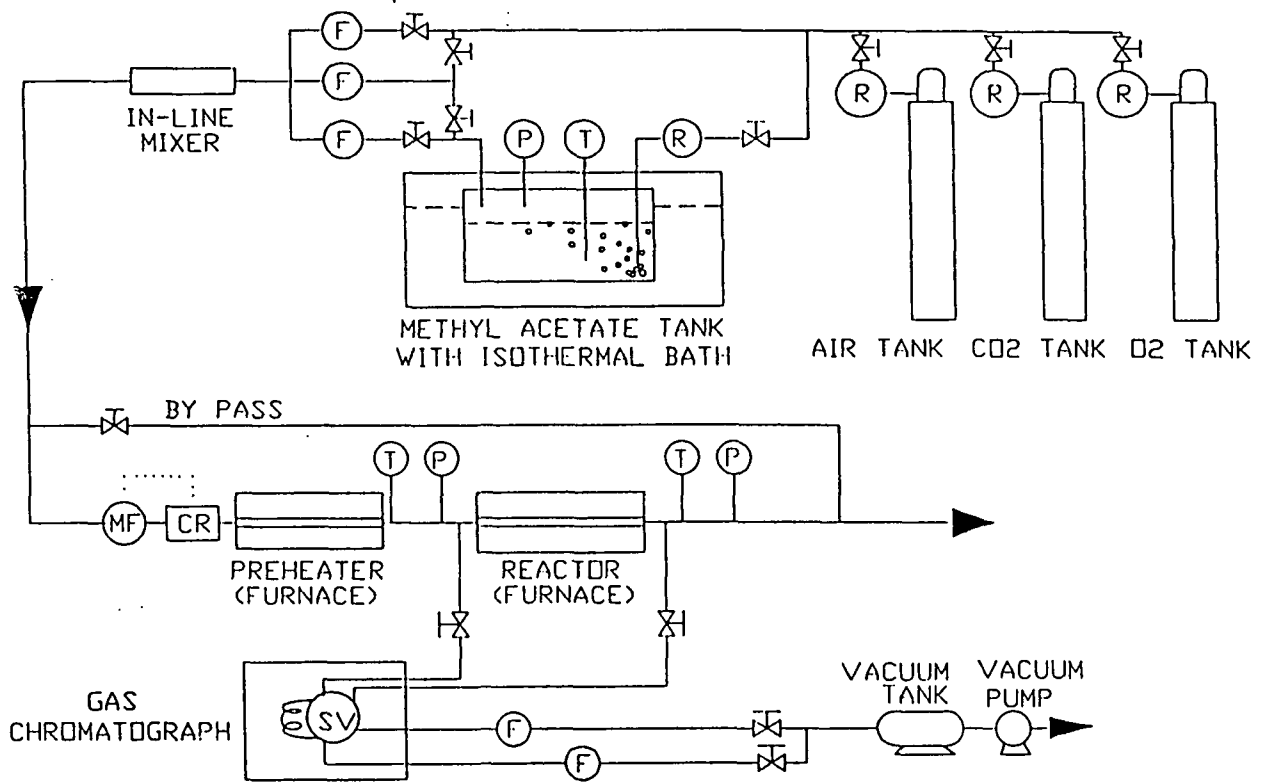 F
F
IN-LINE
MIXER
F
P
T
R
R
R
R
METHYL ACETATE TANK
WITH ISOTHERMAL BATH
AIR TANK
CO2 TANK
O2 TANK
BY PASS
T
P
T
P
MF
CR
PREHEATER
(FURNACE)
REACTOR
(FURNACE)
GAS
CHROMATOGRAPH
SV
F
F
VACUUM
TANK
VACUUM
PUMP